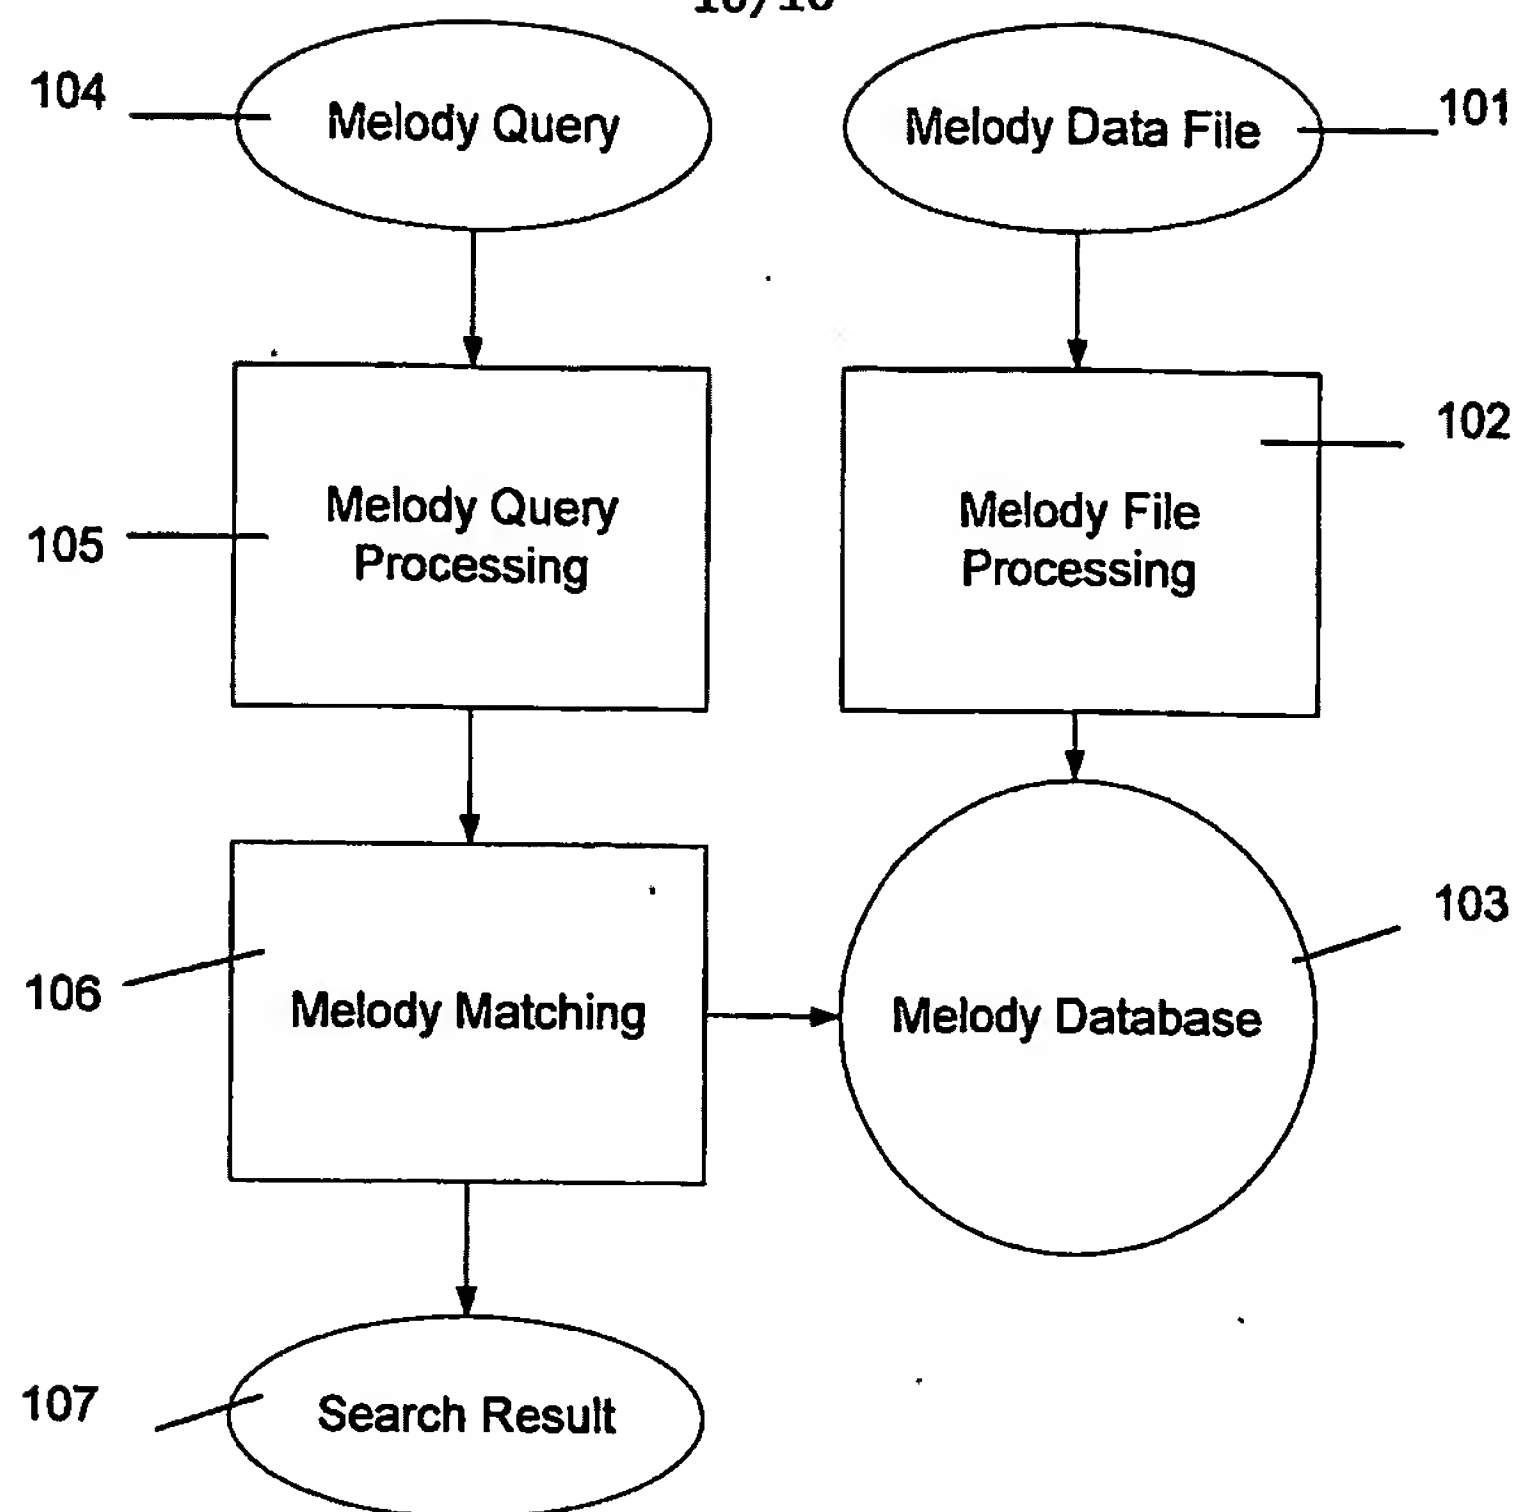 104
Melody Query
Melody Data File
101
102
Melody Query
Processing
105
Melody File
Processing
103
106
Melody Matching
Melody Database
107
Search Result